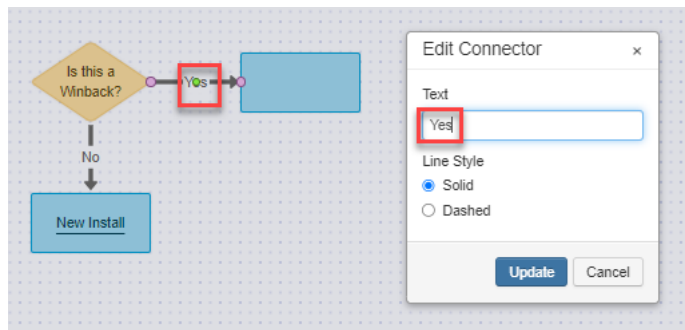 Is this a
Winback?
Yes
No
New Install
Edit Connector
×
Text
Yes
Line Style
Solid
Dashed
Update
Cancel